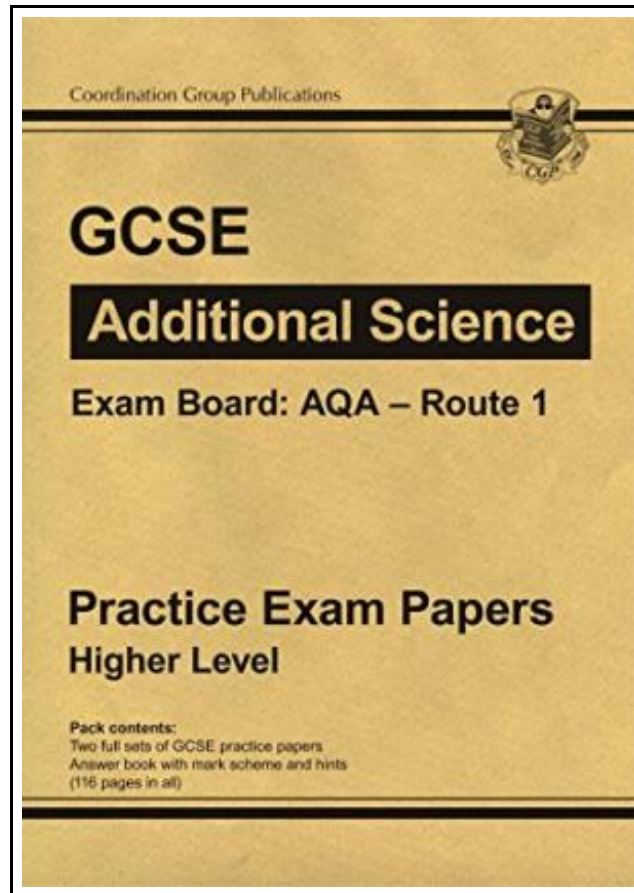 Coordination Group Publications
CGP
GCSE
Additional Science
Exam Board: AQA – Route 1
Practice Exam Papers
Higher Level
Pack contents:
Two full sets of GCSE practice papers
Answer book with mark scheme and hints
(116 pages in all)